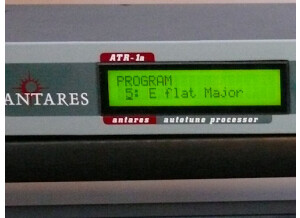 ATR-1a
PROGRAM
5: E flat Major
ANTARES
antares autotune processor